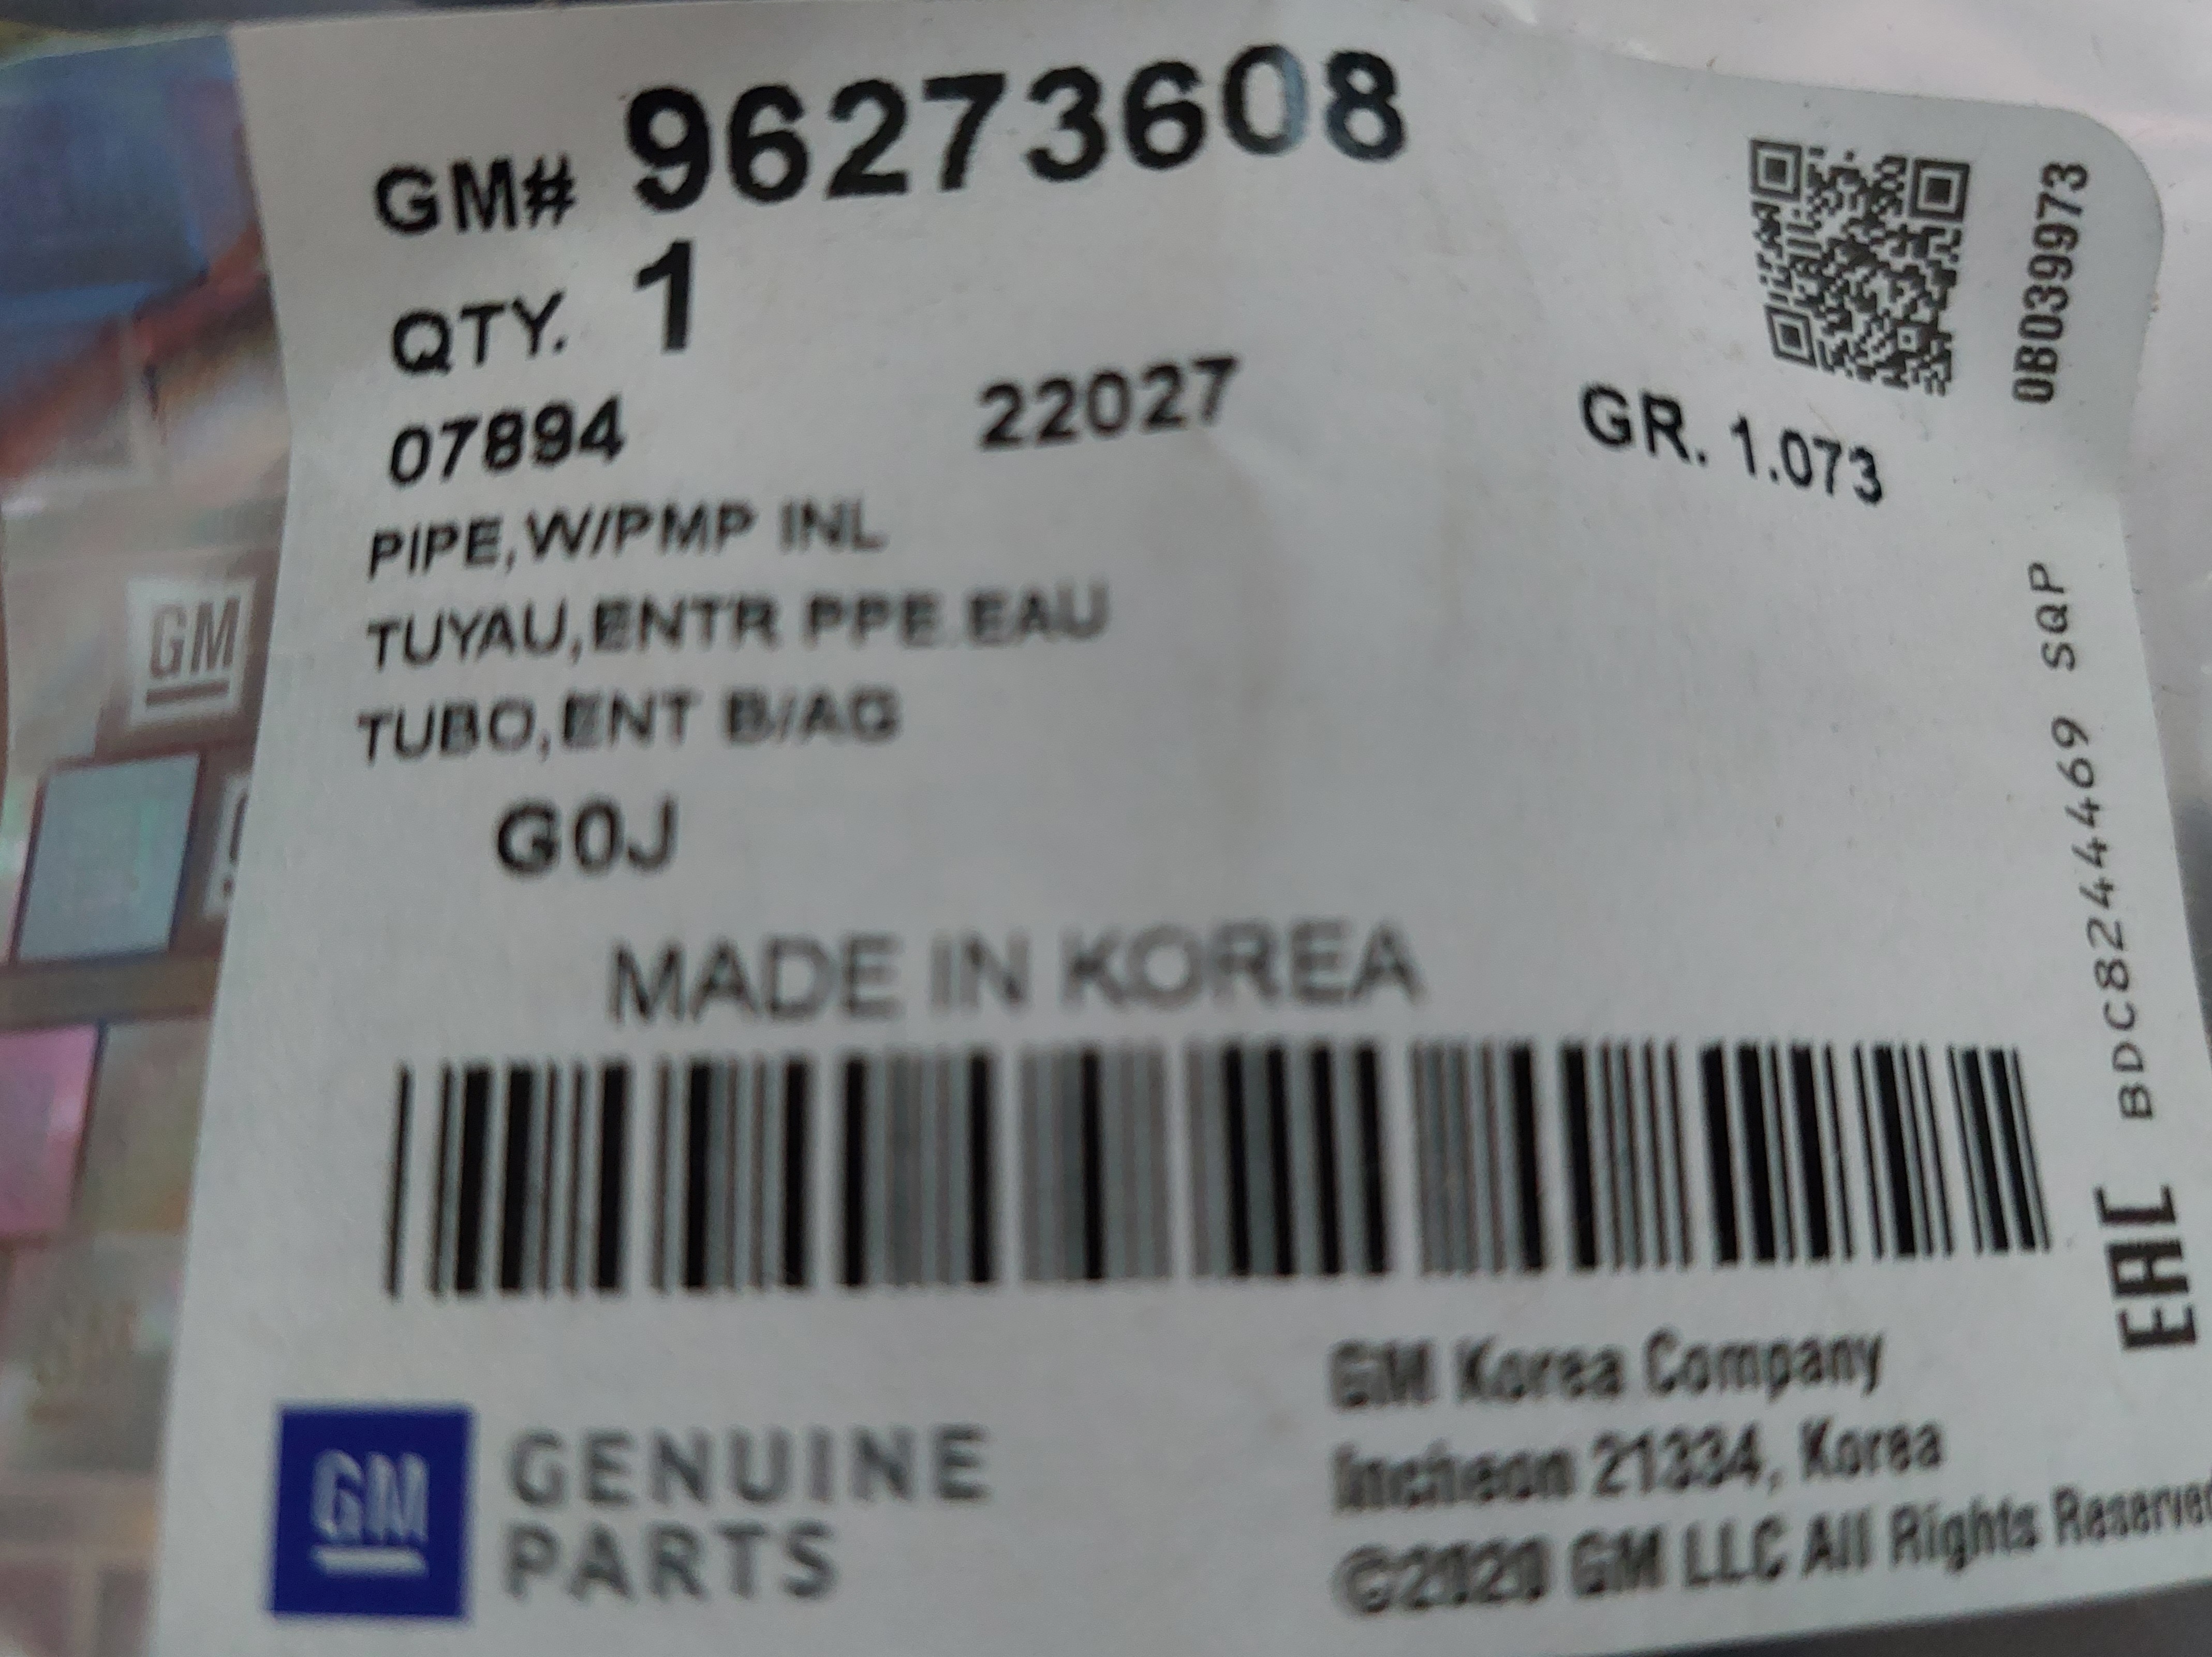 GM# 96273608
QTY. 1
07894 22027 GR. 1.073
PIPE,W/PMP INL
TUYAU,ENTR PPE EAU
TUBO,ENT B/AG
G0J
MADE IN KOREA
0B039973
BDC8244469 SQP
EAC
GM GENUINE
PARTS
GM Korea Company
Incheon 21334, Korea
©2020 GM LLC All Rights Reserved
GM